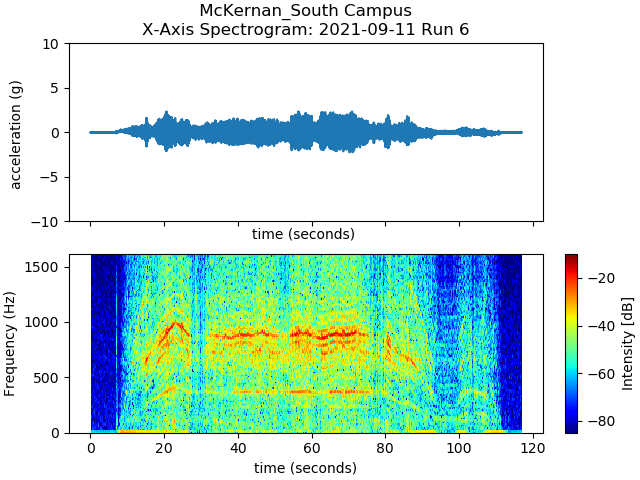 McKernan_South Campus
X-Axis Spectrogram: 2021-09-11 Run 6
acceleration (g)
10
5
0
−5
−10
time (seconds)
Frequency (Hz)
1500
1000
500
0
0 20 40 60 80 100 120
time (seconds)
−20
−40
−60
−80
Intensity [dB]